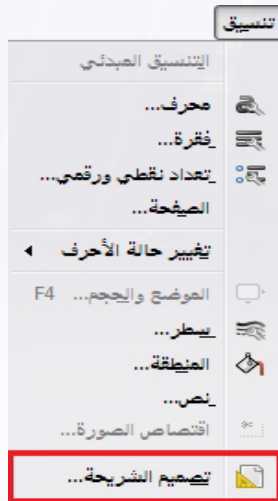 تنسيق
التنسيق المبدئي
محرف...
فقرة...
تعداد نقطي ورقمي...
الصفحة...
تغيير حالة الأحرف
الموضع والحجم... F4
سطر...
المنطقة...
نص...
اقتصاص الصورة...
تصميم الشريحة...